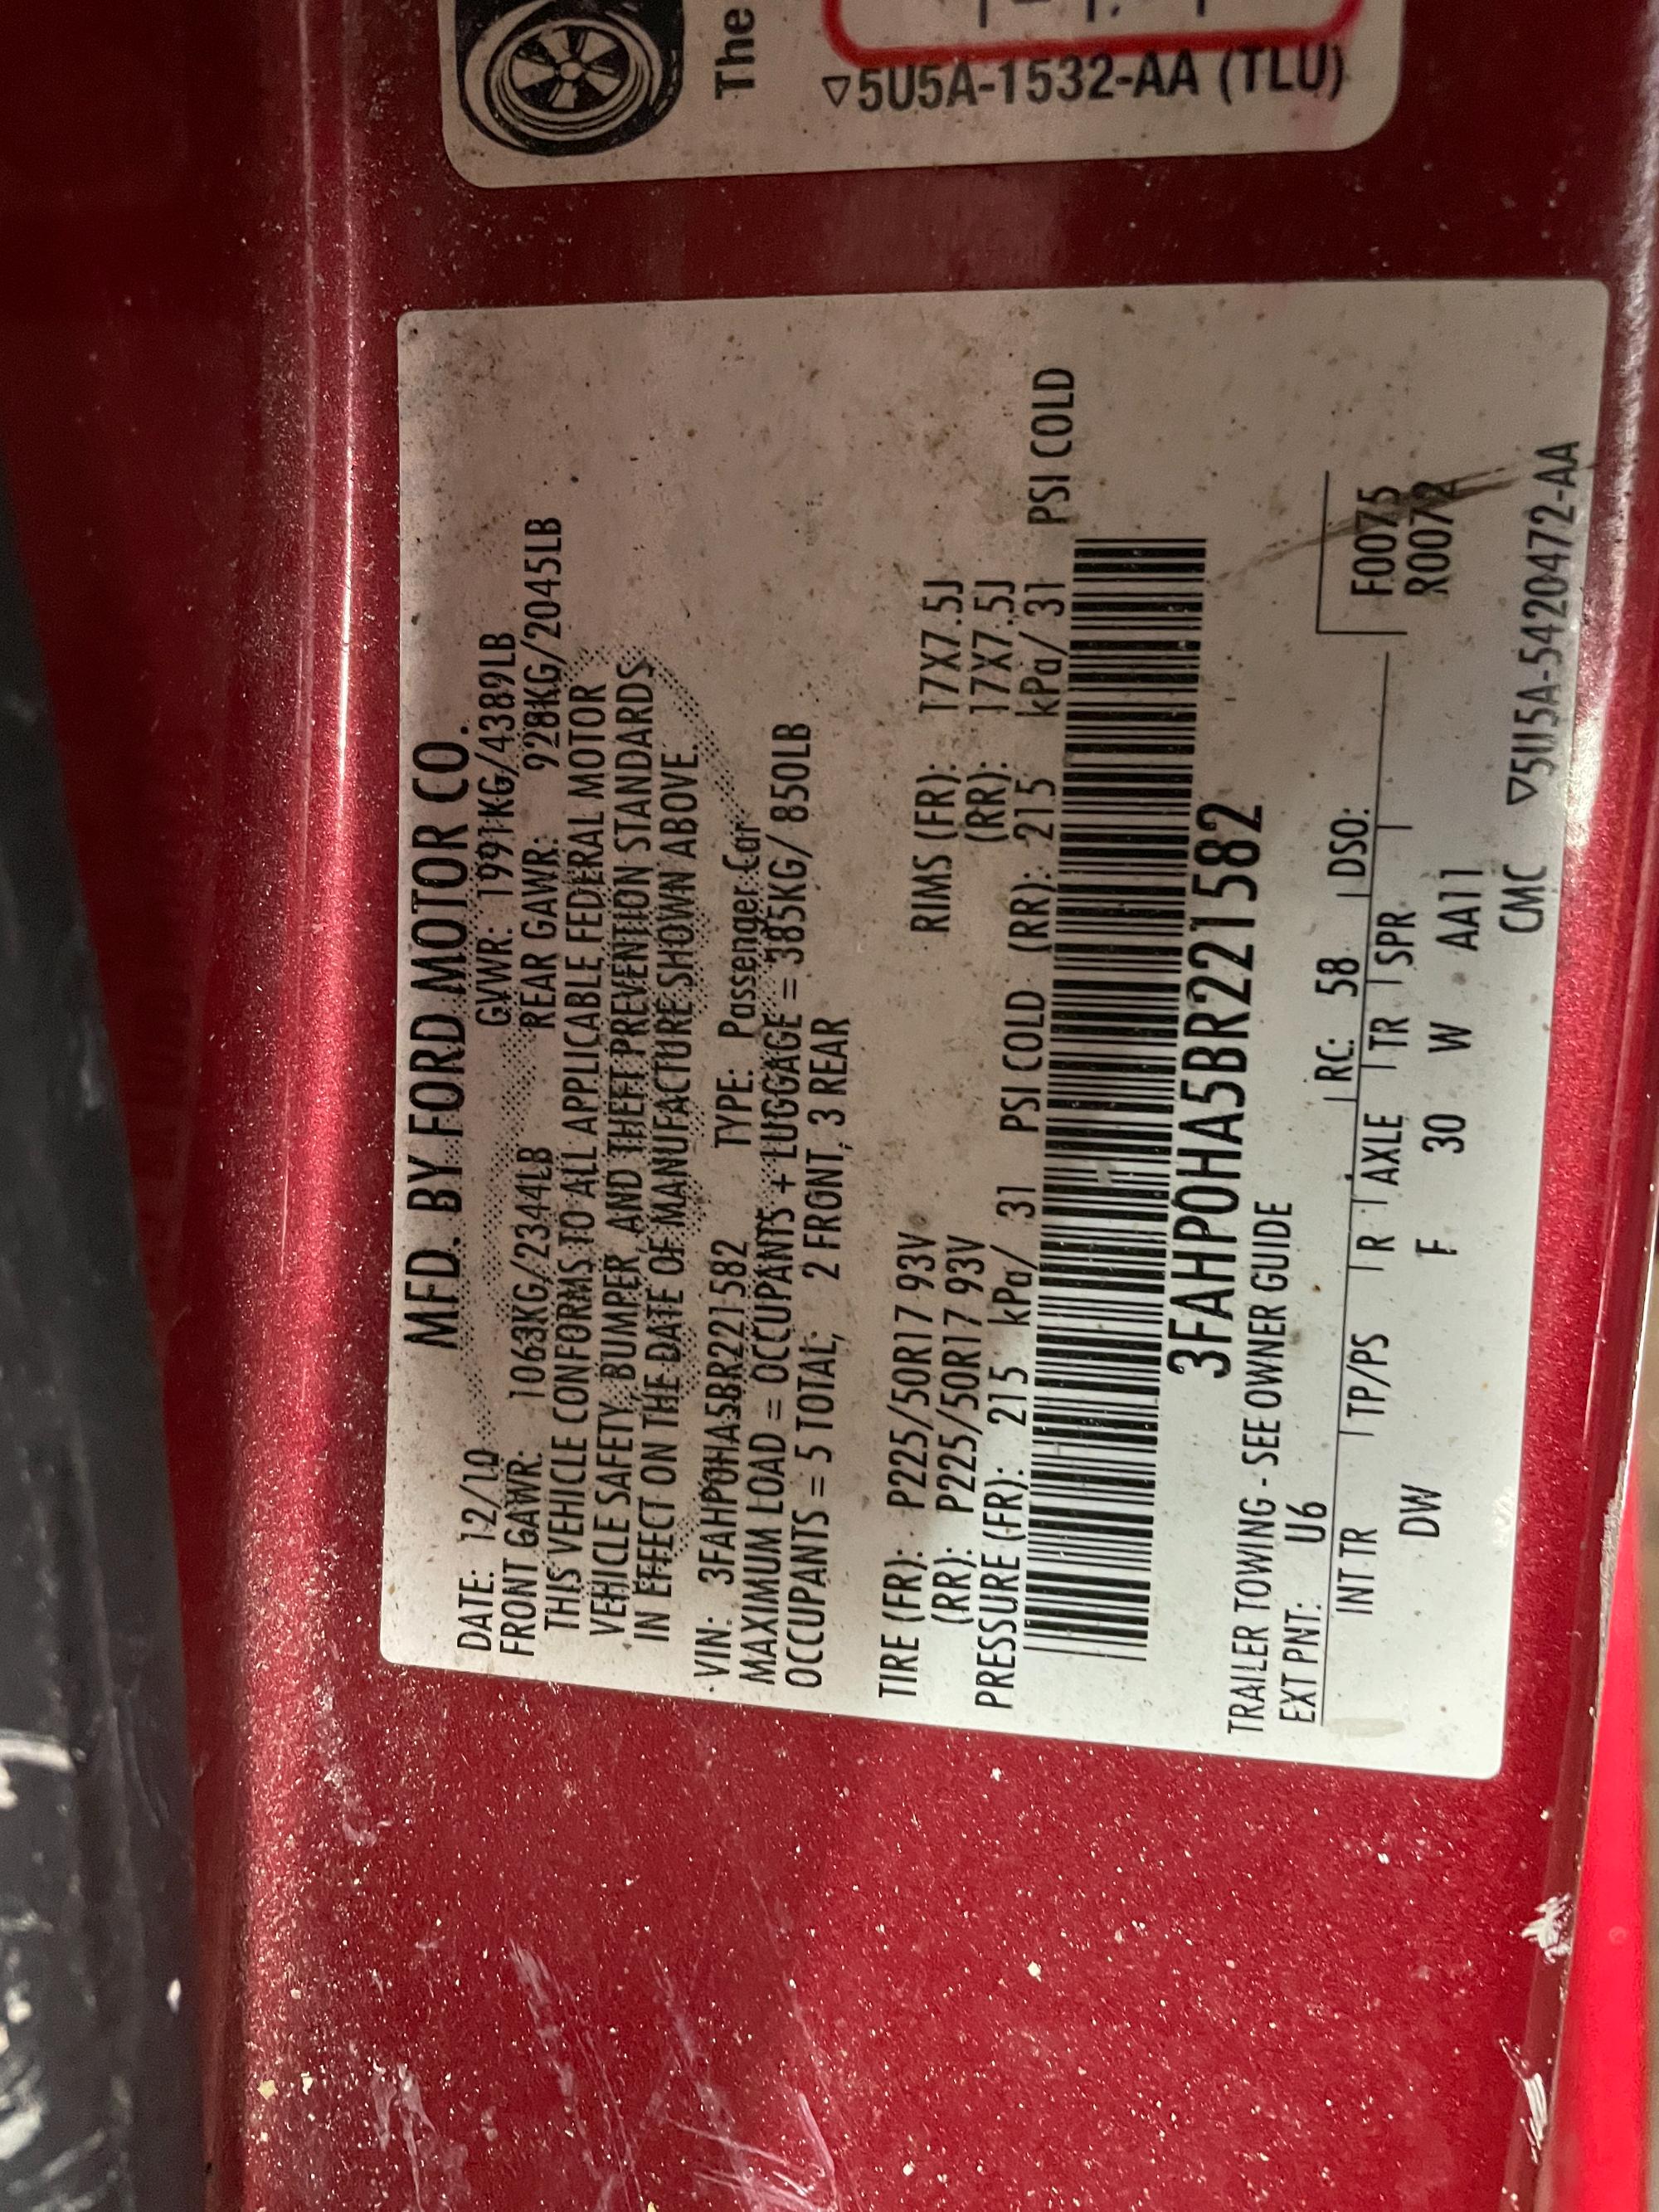 MFD. BY FORD MOTOR CO.
DATE: 12/10 GVWR: 1991KG/4389LB
FRONT GAWR: 1063KG/2344LB REAR GAWR: 928KG/2045LB
THIS VEHICLE CONFORMS TO ALL APPLICABLE FEDERAL MOTOR
VEHICLE SAFETY, BUMPER, AND THEFT PREVENTION STANDARDS
IN EFFECT ON THE DATE OF MANUFACTURE SHOWN ABOVE.
VIN: 3FAHP0HA5BR221582 TYPE: Passenger Car
MAXIMUM LOAD = OCCUPANTS + LUGGAGE = 385KG/ 850LB
OCCUPANTS = 5 TOTAL, 2 FRONT, 3 REAR
TIRE (FR): P225/50R17 93V RIMS (FR): 17X7.5J
(RR): P225/50R17 93V (RR): 17X7.5J
PRESSURE (FR): 215 kPa/ 31 PSI COLD (RR): 215 kPa/ 31 PSI COLD
3FAHP0HA5BR221582
TRAILER TOWING - SEE OWNER GUIDE
EXT PNT: U6 RC: 58 DSO:
INT TR TP/PS R AXLE TR SPR F0075
DW F 30 W AA11 R0072
CMC ▽5U5A-5420472-AA
The
▽5U5A-1532-AA (TLU)